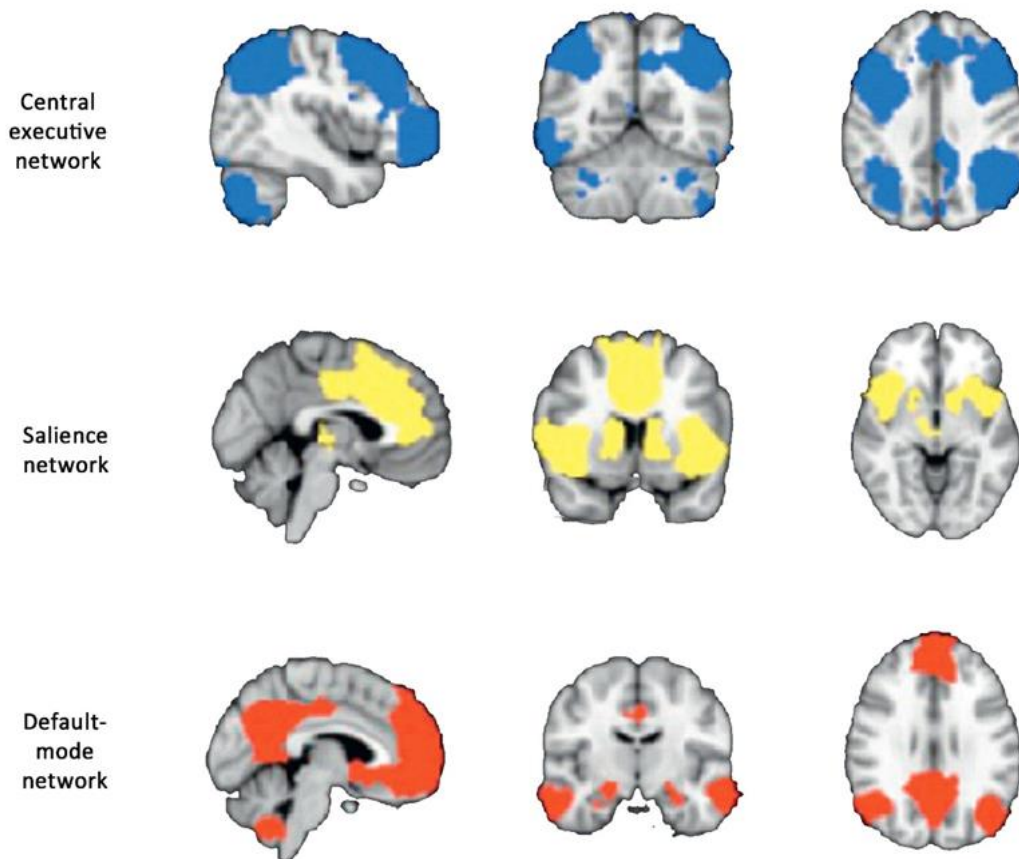 Central
executive
network
Salience
network
Default-
mode
network